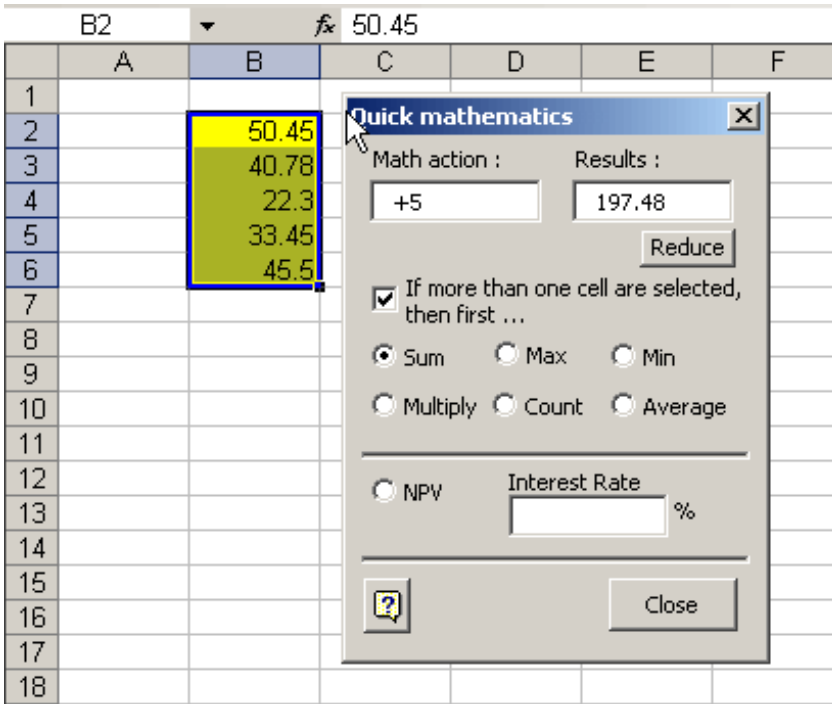 B2 fx 50.45
A B C D E F
1
Quick mathematics
2 50.45
3 40.78
Math action : Results :
4 22.3
+5 197.48
5 33.45
Reduce
6 45.5
If more than one cell are selected,
7
then first ...
8
Sum Max Min
9
10
Multiply Count Average
11
12
NPV Interest Rate
13
%
14
15
16
? Close
17
18